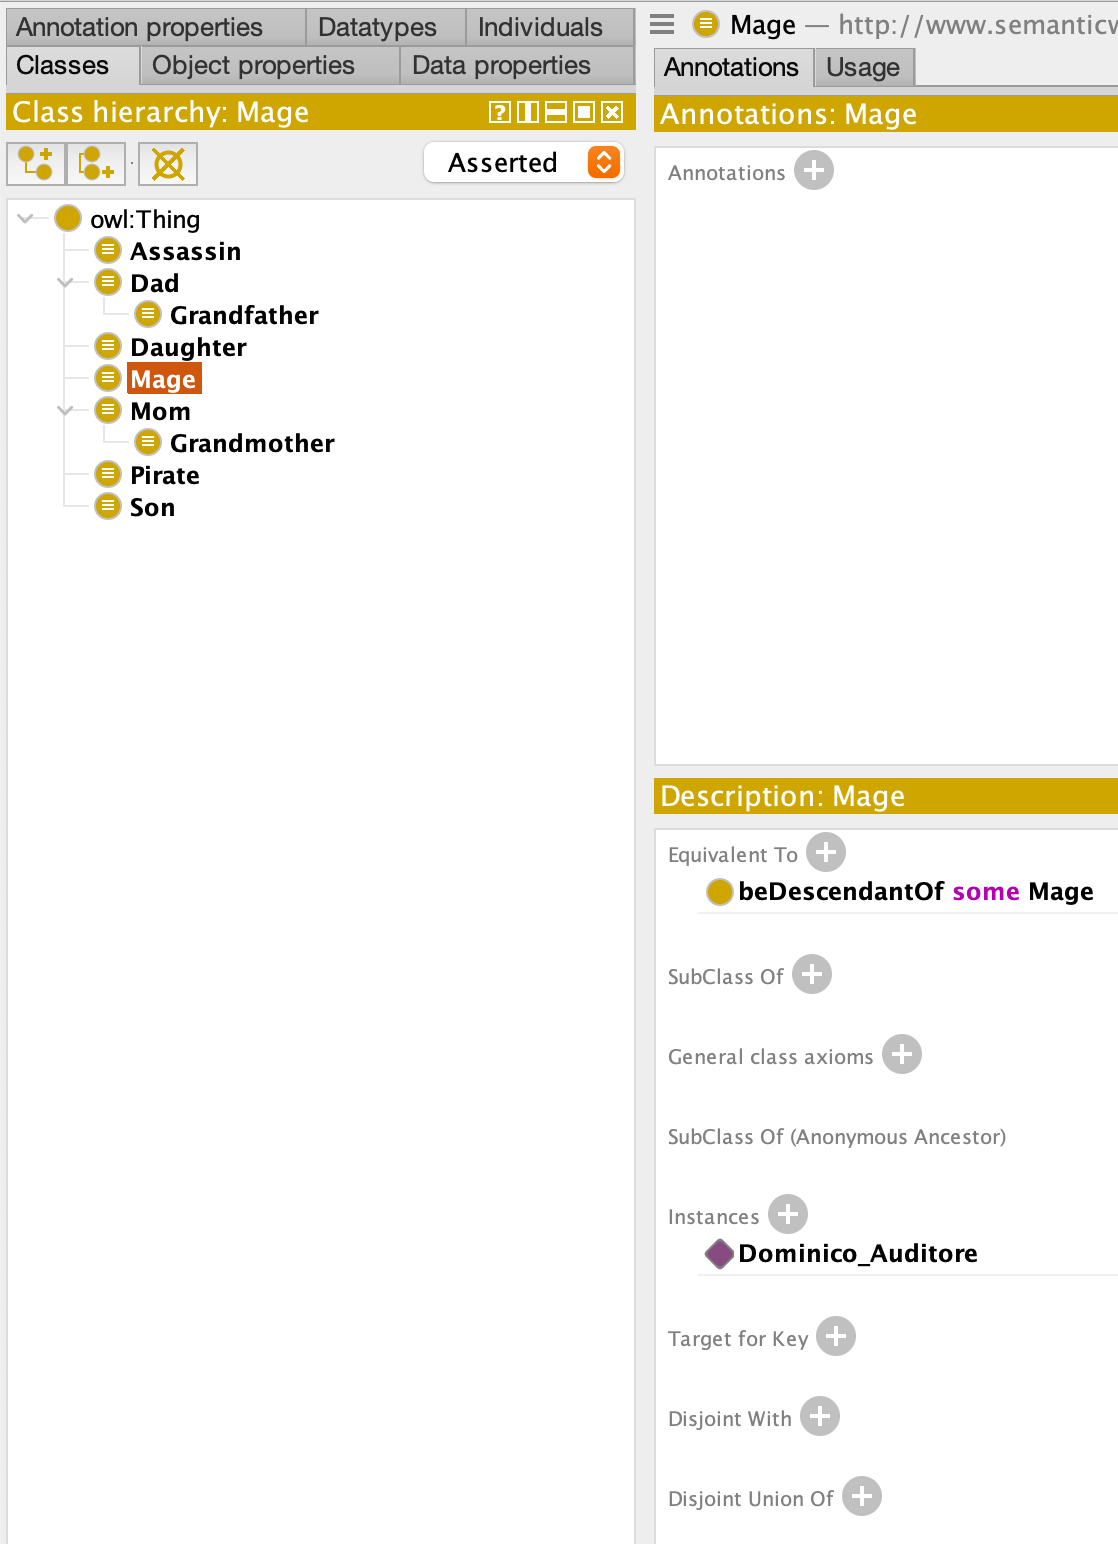 Annotation properties Datatypes Individuals
Classes Object properties Data properties
Class hierarchy: Mage
Asserted
owl:Thing
Assassin
Dad
Grandfather
Daughter
Mage
Mom
Grandmother
Pirate
Son
Mage — http://www.semanticw
Annotations Usage
Annotations: Mage
Annotations
Description: Mage
Equivalent To
beDescendantOf some Mage
SubClass Of
General class axioms
SubClass Of (Anonymous Ancestor)
Instances
Dominico_Auditore
Target for Key
Disjoint With
Disjoint Union Of